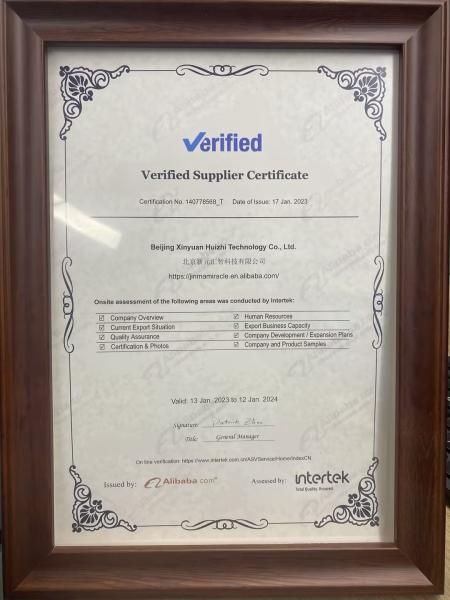 Verified
Verified Supplier Certificate
Certification No. 140778568_T Date of Issue: 17 Jan. 2023
Beijing Xinyuan Huizhi Technology Co., Ltd.
北京新元汇智科技有限公司
https://jinmamiracle.en.alibaba.com/
Onsite assessment of the following areas was conducted by Intertek:
☑ Company Overview ☑ Human Resources
☑ Current Export Situation ☑ Export Business Capacity
☑ Quality Assurance ☑ Company Development / Expansion Plans
☑ Certification & Photos ☑ Company and Product Samples
Valid: 13 Jan. 2023 to 12 Jan. 2024
Signature: Patrick
Title: General Manager
On line verification: https://www.intertek.com.cn/ASVService/Home/indexCN
Issued by: Alibaba.com® Assessed by: intertek
Total Quality. Assured.